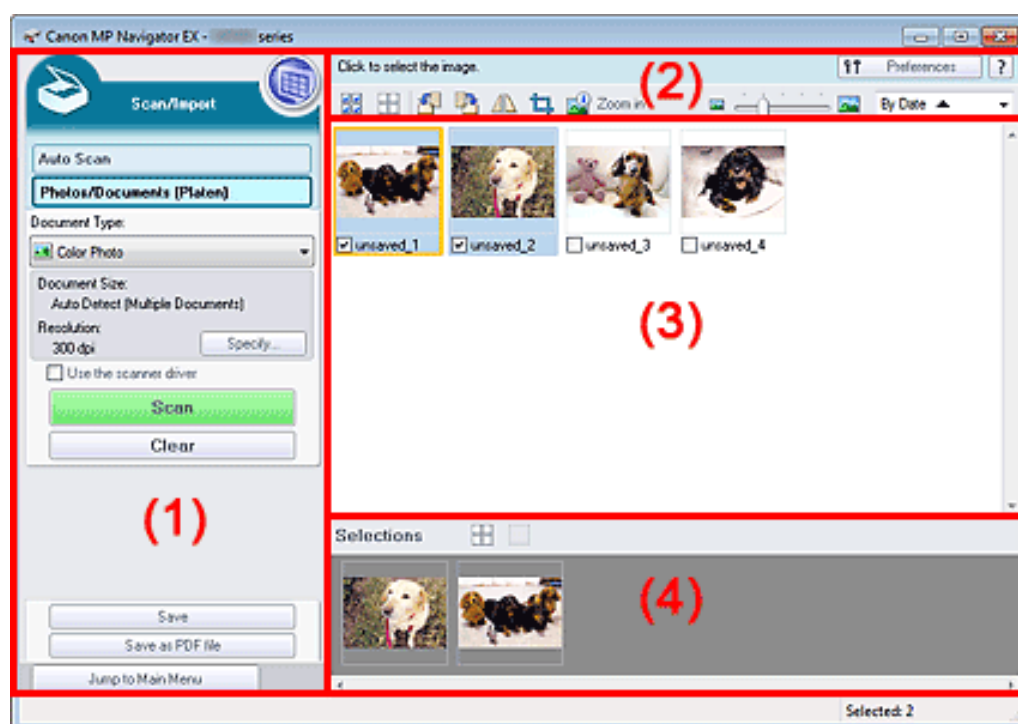 Canon MP Navigator EX - series
Scan/Import
Auto Scan
Photos/Documents (Platen)
Document Type:
Color Photo
Document Size:
Auto Detect (Multiple Documents)
Resolution:
300 dpi
Specify...
Use the scanner driver
Scan
Clear
(1)
Save
Save as PDF file
Jump to Main Menu
Click to select the image.
(2)
Preferences
?
Zoom in
By Date
unsaved_1
unsaved_2
unsaved_3
unsaved_4
(3)
Selections
(4)
Selected: 2